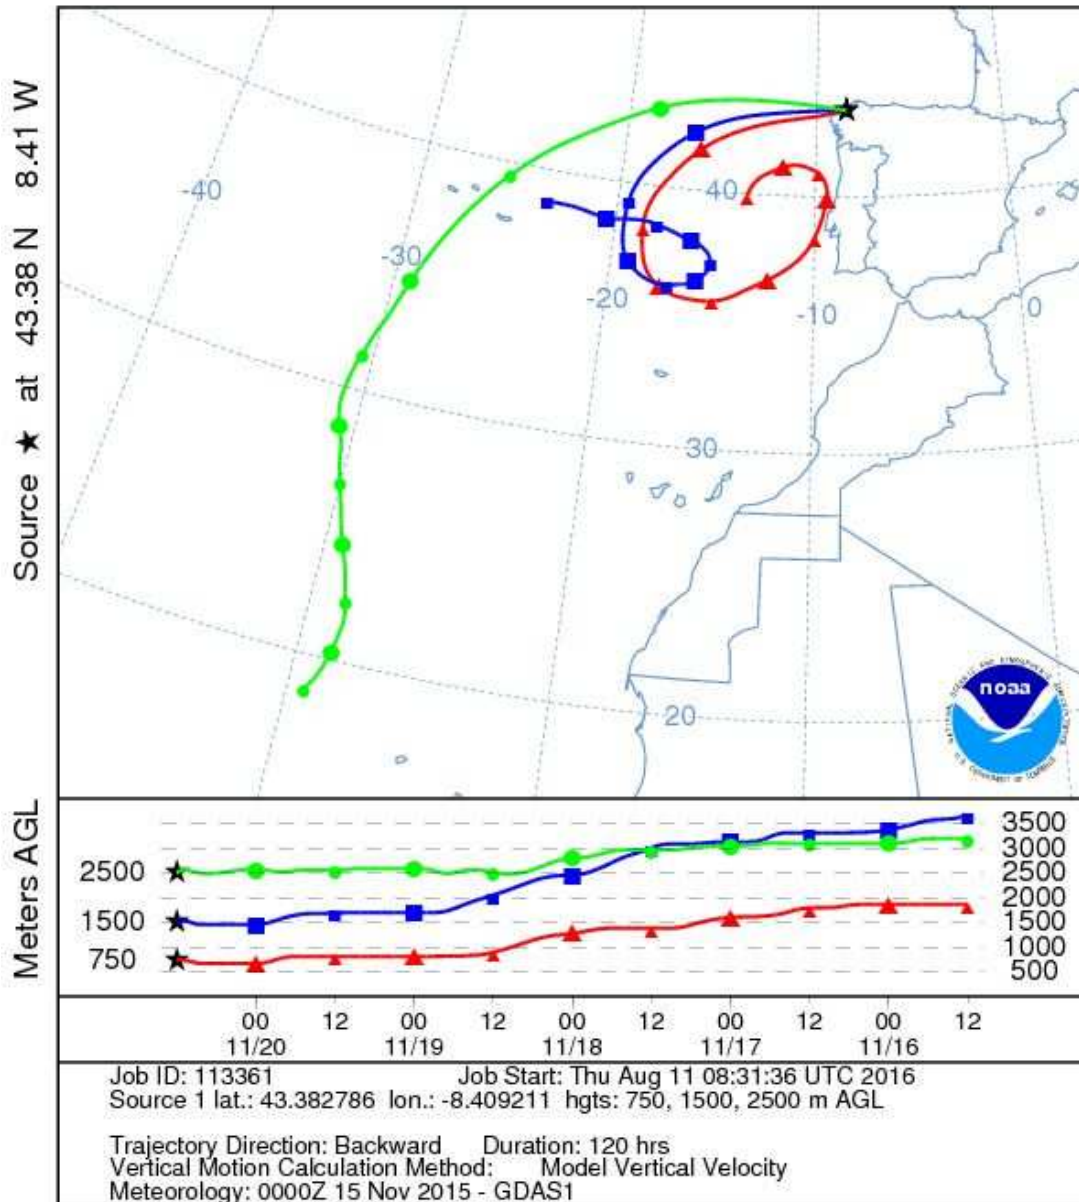 Source ★ at 43.38 N 8.41 W
-40
40
-30
-20
-10
0
30
20
noaa
Meters AGL
3500
3000
2500
2500
2000
1500
1500
1000
750
500
00 12 00 12 00 12 00 12 00 12
11/20 11/19 11/18 11/17 11/16
Job ID: 113361 Job Start: Thu Aug 11 08:31:36 UTC 2016
Source 1 lat.: 43.382786 lon.: -8.409211 hgts: 750, 1500, 2500 m AGL
Trajectory Direction: Backward Duration: 120 hrs
Vertical Motion Calculation Method: Model Vertical Velocity
Meteorology: 0000Z 15 Nov 2015 - GDAS1